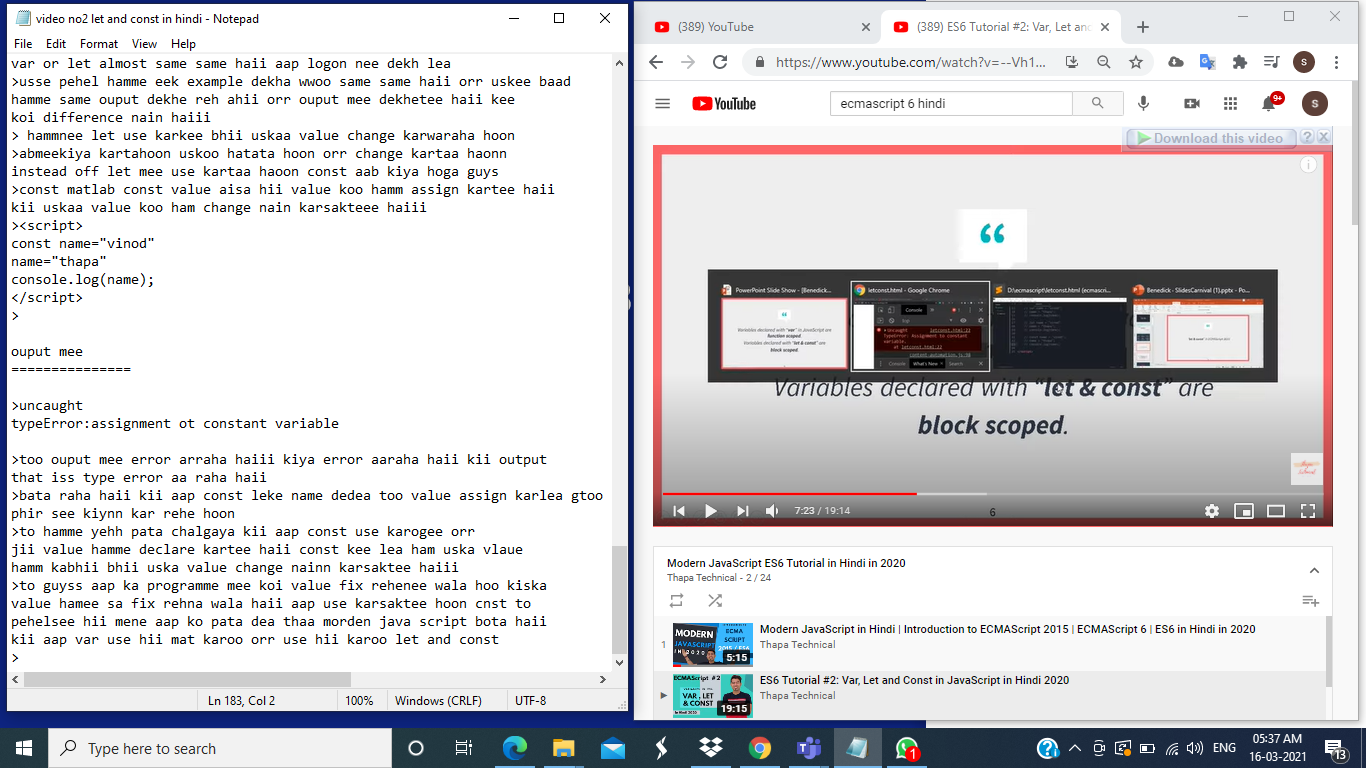 video no2 let and const in hindi - Notepad
File Edit Format View Help
var or let almost same same haii aap logon nee dekh lea
>usse pehel hamme eek example dekha wwoo same same haii orr uskee baad
hamme same ouput dekhe reh ahii orr ouput mee dekhetee haii kee
koi difference nain haiii
> hammnee let use karkee bhii uskaa value change karwaraha hoon
>abmeekiya kartahoon uskoo hatata hoon orr change kartaa haonn
instead off let mee use kartaa haoon const aab kiya hoga guys
>const matlab const value aisa hii value koo hamm assign kartee haii
kii uskaa value koo ham change nain karsakteee haiii
><script>
const name="vinod"
name="thapa"
console.log(name);
</script>
>
ouput mee
===============
>uncaught
typeError:assignment ot constant variable
>too ouput mee error arraha haiii kiya error aaraha haii kii output
that iss type error aa raha haii
>bata raha haii kii aap const leke name dedea too value assign karlea gtoo
phir see kiynn kar rehe hoon
>to hamme yehh pata chalgaya kii aap const use karogee orr
jii value hamme declare kartee haii const kee lea ham uska vlaue
hamm kabhii bhii uska value change nainn karsaktee haiii
>to guyss aap ka programme mee koi value fix rehenee wala hoo kiska
value hamee sa fix rehna wala haii aap use karsaktee hoon cnst to
pehelsee hii mene aap ko pata dea thaa morden java script bota haii
kii aap var use hii mat karoo orr use hii karoo let and const
>
Ln 183, Col 2 100% Windows (CRLF) UTF-8
(389) YouTube
(389) ES6 Tutorial #2: Var, Let and
https://www.youtube.com/watch?v=--Vh1...
S
YouTube
ecmascript 6 hindi
9+
S
Download this video ? X
“
PowerPoint Slide Show - [Benedick...
letconst.html - Google Chrome
D:\ecmascript\letconst.html (ecmascri...
Benedick - SlidesCarnival (1).pptx - Po...
Variables declared with "var" in JavaScript are
function scoped.
Variables declared with "let & const" are
block scoped.
Console
top
Uncaught letconst.html:22
TypeError: Assignment to constant
variable.
at letconst.html:22
Console What's New Search
Variables declared with “let & const” are
block scoped.
7:23 / 19:14
6
Modern JavaScript ES6 Tutorial in Hindi in 2020
Thapa Technical - 2 / 24
1
MODERN
JAVASCRIPT
IN 2020
ECMA
SCRIPT
2015 / ES6
5:15
Modern JavaScript in Hindi | Introduction to ECMAScript 2015 | ECMAScript 6 | ES6 in Hindi in 2020
Thapa Technical
ECMAScript #2
VAR, LET
& CONST
In Hindi 2020
19:15
ES6 Tutorial #2: Var, Let and Const in JavaScript in Hindi 2020
Thapa Technical
Type here to search
1
ENG
05:37 AM
16-03-2021
13